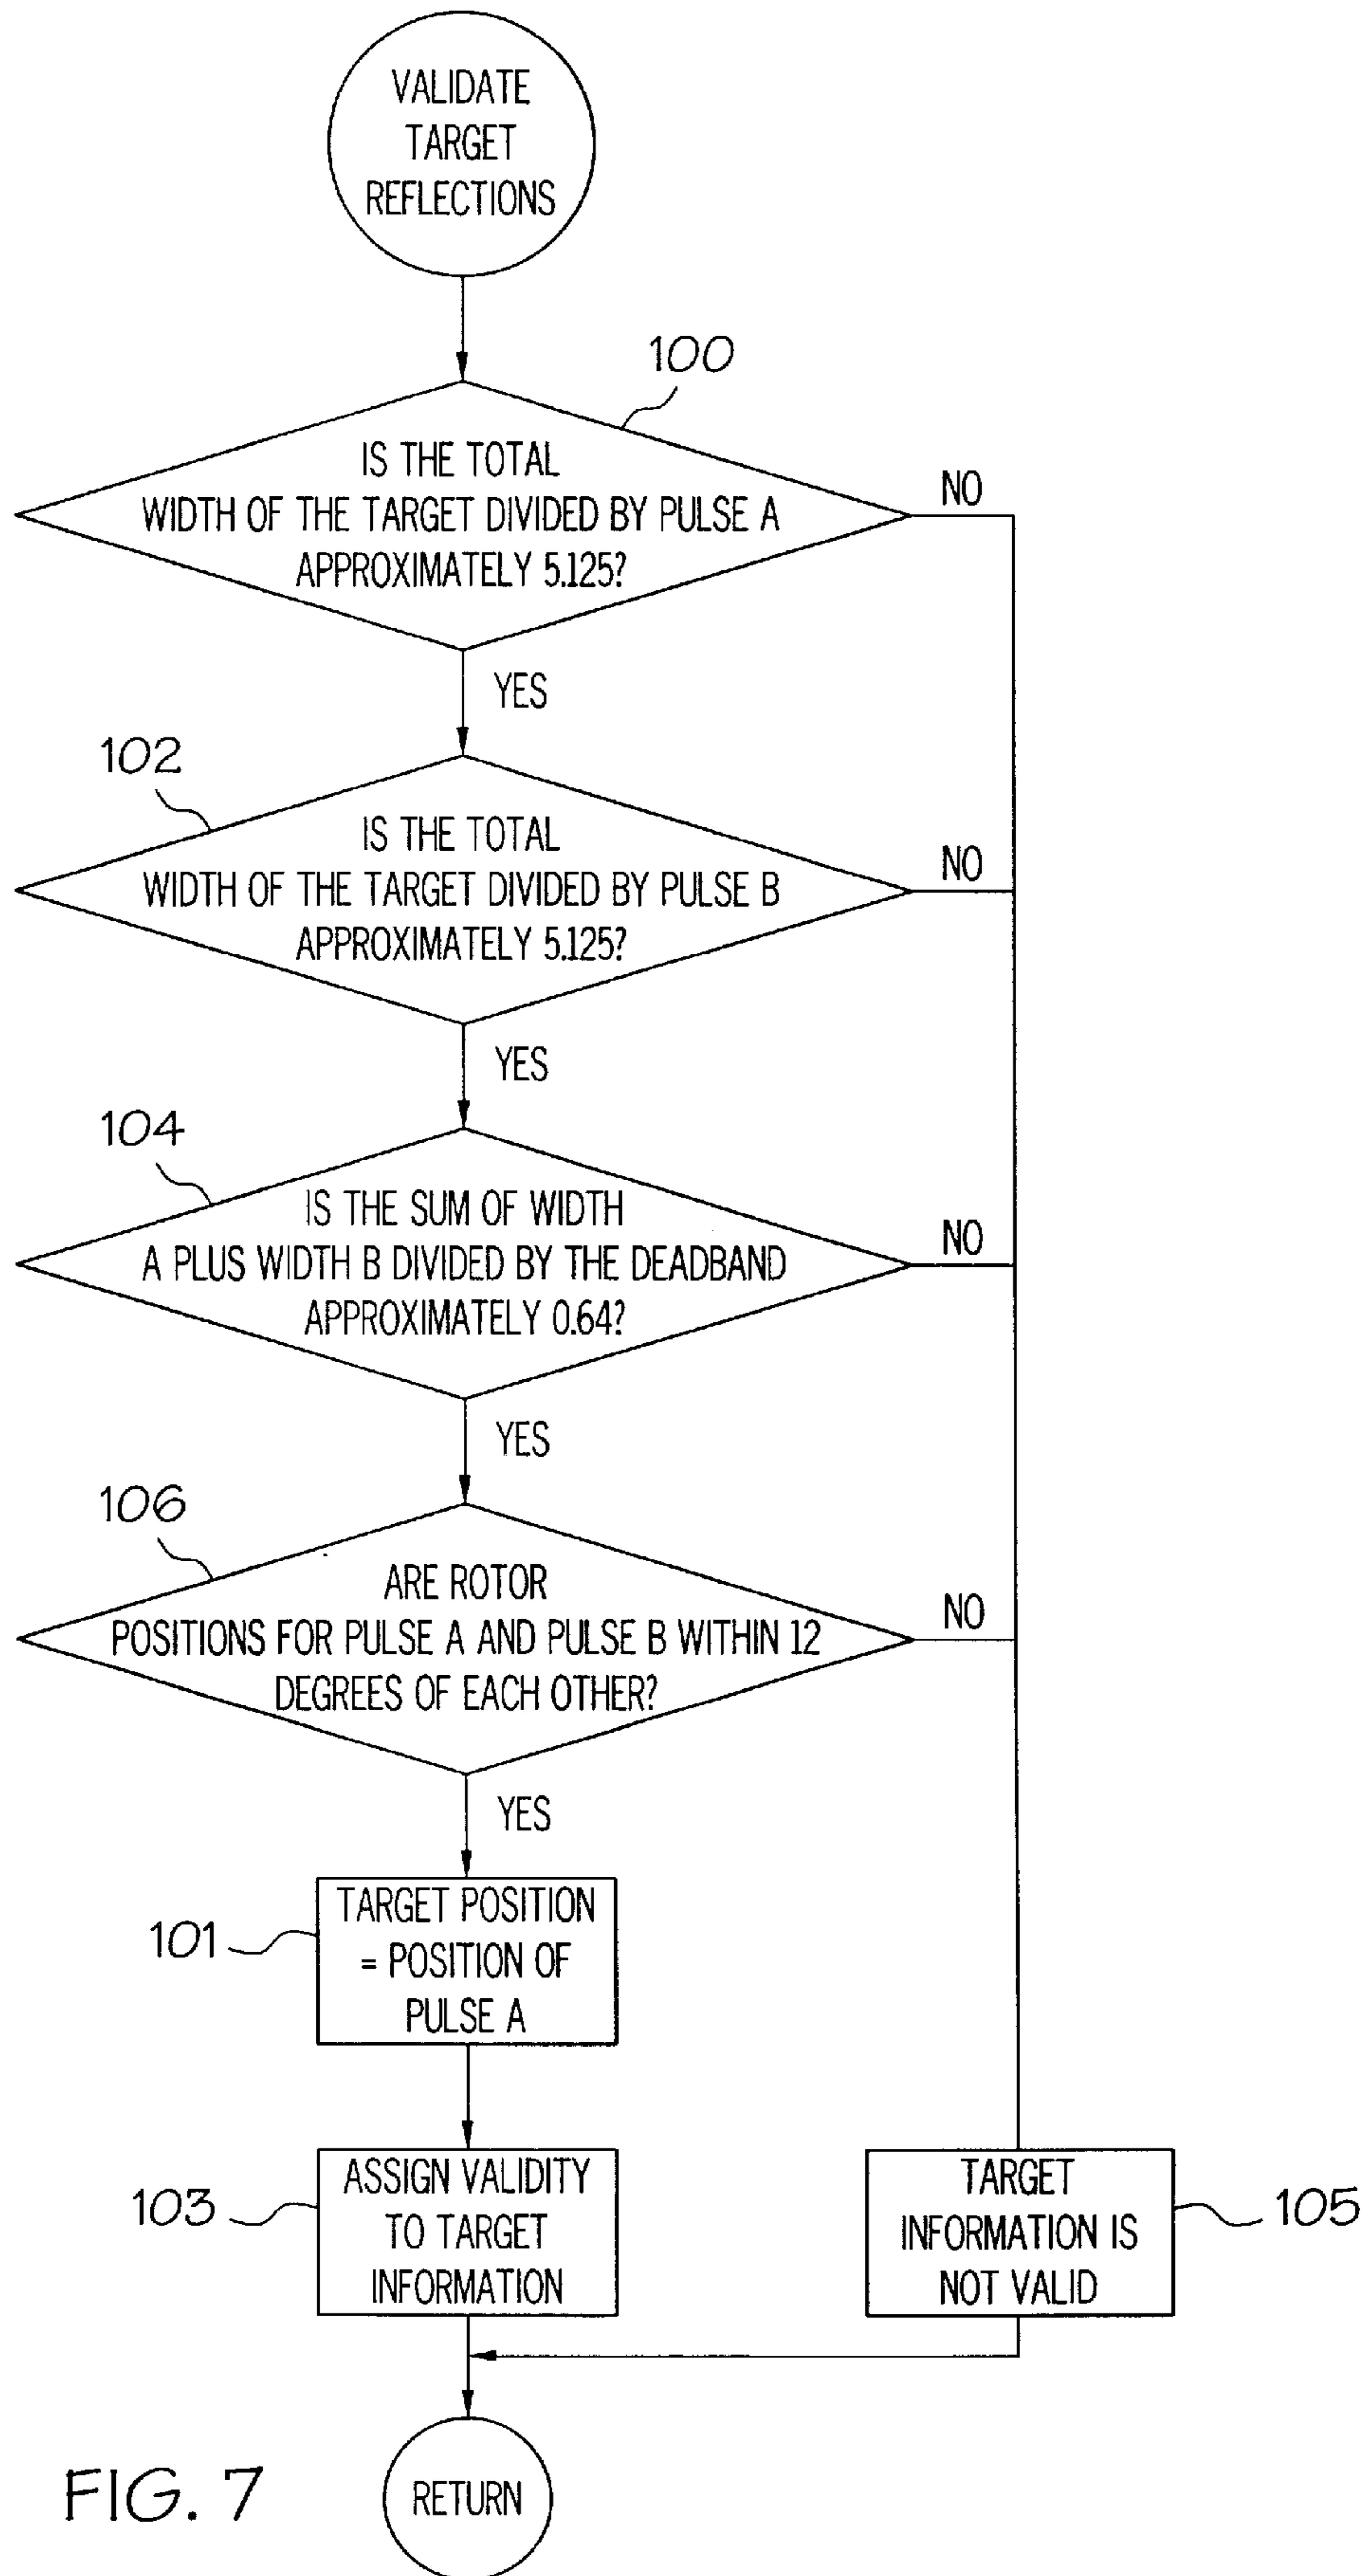 VALIDATE
TARGET
REFLECTIONS
100
IS THE TOTAL
WIDTH OF THE TARGET DIVIDED BY PULSE A
APPROXIMATELY 5.125?
NO
YES
102
IS THE TOTAL
WIDTH OF THE TARGET DIVIDED BY PULSE B
APPROXIMATELY 5.125?
NO
YES
104
IS THE SUM OF WIDTH
A PLUS WIDTH B DIVIDED BY THE DEADBAND
APPROXIMATELY 0.64?
NO
YES
106
ARE ROTOR
POSITIONS FOR PULSE A AND PULSE B WITHIN 12
DEGREES OF EACH OTHER?
NO
YES
101
TARGET POSITION
= POSITION OF
PULSE A
103
ASSIGN VALIDITY
TO TARGET
INFORMATION
TARGET
INFORMATION IS
NOT VALID
105
RETURN
FIG. 7